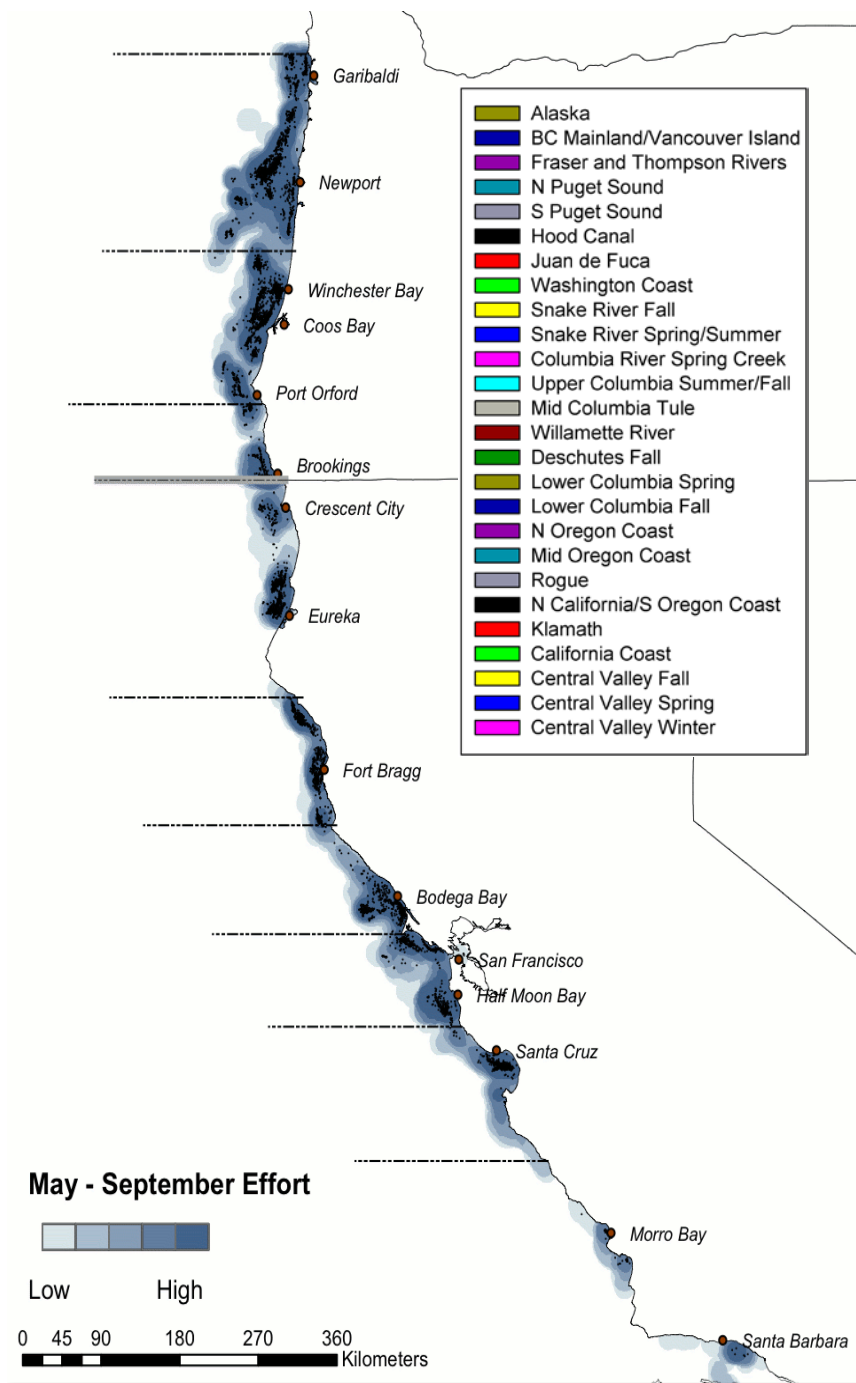 Garibaldi
Newport
Winchester Bay
Coos Bay
Port Orford
Brookings
Crescent City
Eureka
Fort Bragg
Bodega Bay
San Francisco
Half Moon Bay
Santa Cruz
Morro Bay
Santa Barbara
Alaska
BC Mainland/Vancouver Island
Fraser and Thompson Rivers
N Puget Sound
S Puget Sound
Hood Canal
Juan de Fuca
Washington Coast
Snake River Fall
Snake River Spring/Summer
Columbia River Spring Creek
Upper Columbia Summer/Fall
Mid Columbia Tule
Willamette River
Deschutes Fall
Lower Columbia Spring
Lower Columbia Fall
N Oregon Coast
Mid Oregon Coast
Rogue
N California/S Oregon Coast
Klamath
California Coast
Central Valley Fall
Central Valley Spring
Central Valley Winter
May - September Effort
Low High
0 45 90 180 270 360
Kilometers